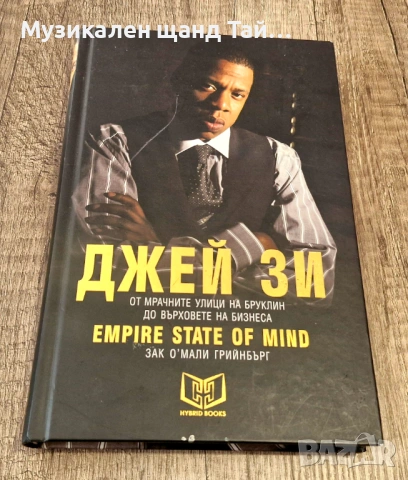 Музикален щанд Тай...
ДЖЕЙ ЗИ
ОТ МРАЧНИТЕ УЛИЦИ НА БРУКЛИН
ДО ВЪРХОВЕТЕ НА БИЗНЕСА
EMPIRE STATE OF MIND
ЗАК О'МАЛИ ГРИЙНБЪРГ
HYBRID BOOKS
BAZAR